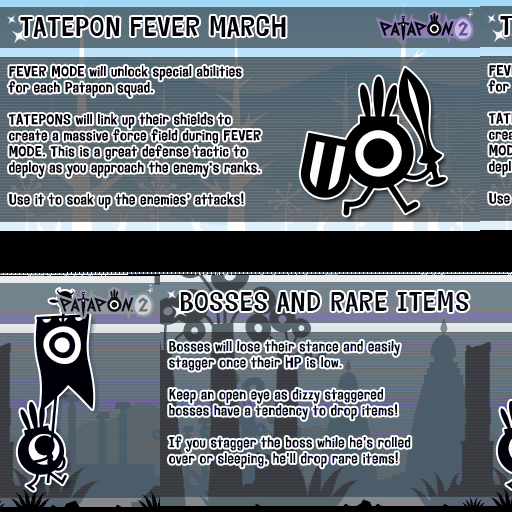 TATEPON FEVER MARCH
PATAPON 2
FEVER MODE will unlock special abilities
for each Patapon squad.
TATEPONS will link up their shields to
create a massive force field during FEVER
MODE. This is a great defense tactic to
deploy as you approach the enemy's ranks.
Use it to soak up the enemies' attacks!
T
FEVE
for
TATE
crea
MOD
depl
Use
PATAPON 2
BOSSES AND RARE ITEMS
Bosses will lose their stance and easily
stagger once their HP is low.
Keep an open eye as dizzy staggered
bosses have a tendency to drop items!
If you stagger the boss while he's rolled
over or sleeping, he'll drop rare items!